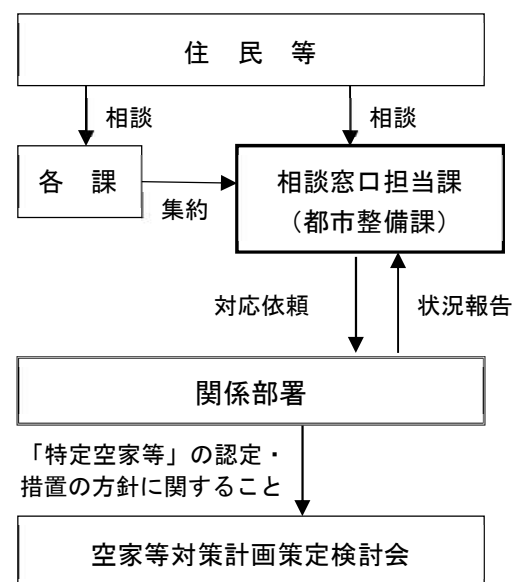 住　民　等
相談
相談
各　課
集約
相談窓口担当課
（都市整備課）
対応依頼
状況報告
関係部署
「特定空家等」の認定・
措置の方針に関すること
空家等対策計画策定検討会